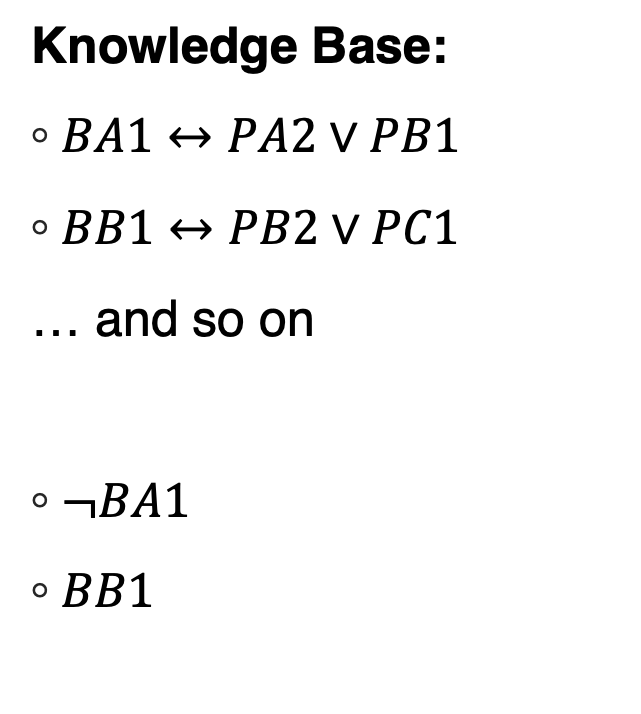 Knowledge Base:
◦ 𝐵𝐴1 ↔ 𝑃𝐴2 ∨ 𝑃𝐵1
◦ 𝐵𝐵1 ↔ 𝑃𝐵2 ∨ 𝑃𝐶1
… and so on
◦ ¬𝐵𝐴1
◦ 𝐵𝐵1